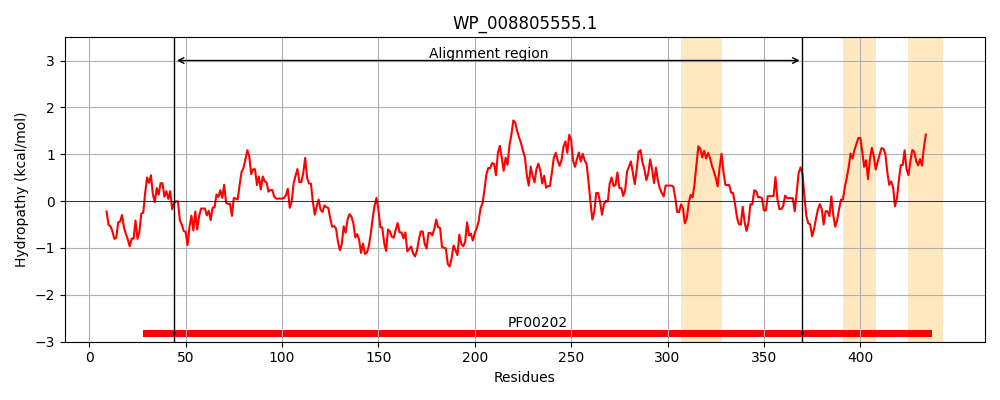 WP_008805555.1
Hydropathy (kcal/mol)
3
2
1
0
−1
−2
−3
Alignment region
PF00202
0 50 100 150 200 250 300 350 400
Residues